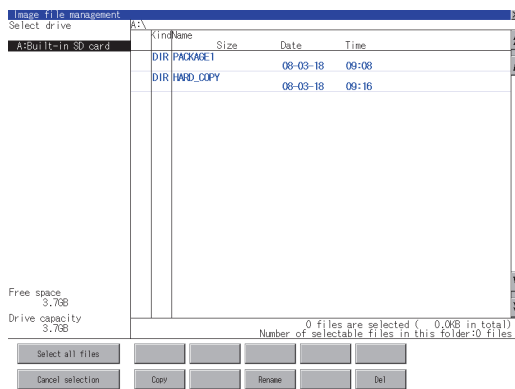 Image file management
Select drive
A:\
A:Built-in SD card
Kind Name
Size Date Time
DIR PACKAGE1
08-03-18 09:08
DIR HARD_COPY
08-03-18 09:16
Free space
3.7GB
Drive capacity
3.7GB
0 files are selected ( 0.0KB in total)
Number of selectable files in this folder:0 files
Select all files
Cancel selection Copy Rename Del